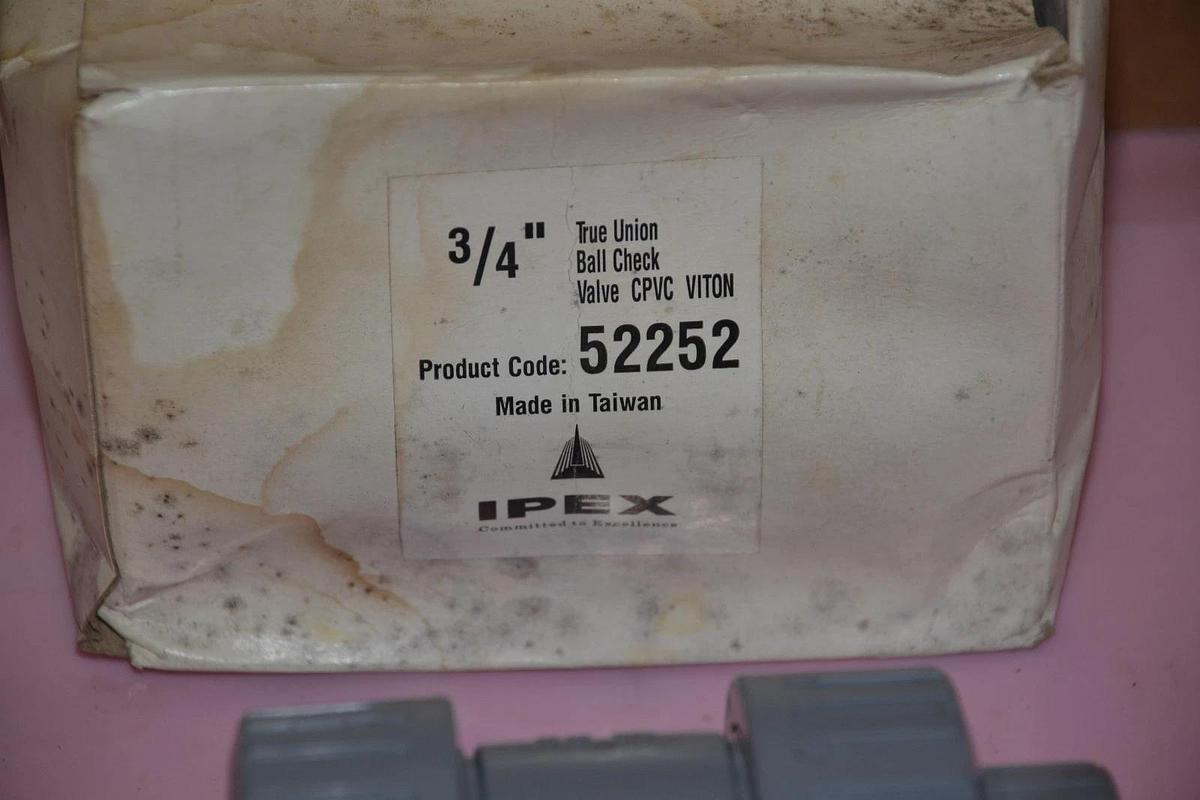 3/4"
True Union
Ball Check
Valve CPVC VITON
Product Code: 52252
Made in Taiwan
IPEX
Committed to Excellence